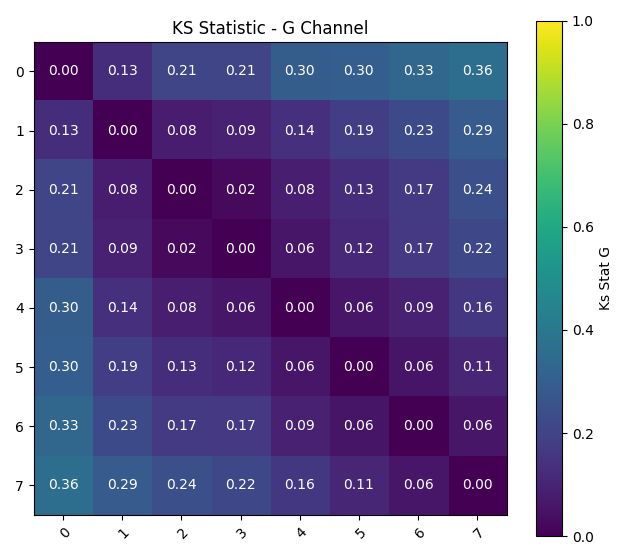 KS Statistic - G Channel
0 0.00 0.13 0.21 0.21 0.30 0.30 0.33 0.36
1 0.13 0.00 0.08 0.09 0.14 0.19 0.23 0.29
2 0.21 0.08 0.00 0.02 0.08 0.13 0.17 0.24
3 0.21 0.09 0.02 0.00 0.06 0.12 0.17 0.22
4 0.30 0.14 0.08 0.06 0.00 0.06 0.09 0.16
5 0.30 0.19 0.13 0.12 0.06 0.00 0.06 0.11
6 0.33 0.23 0.17 0.17 0.09 0.06 0.00 0.06
7 0.36 0.29 0.24 0.22 0.16 0.11 0.06 0.00
0 1 2 3 4 5 6 7
1.0
0.8
0.6
0.4
0.2
0.0
Ks Stat G